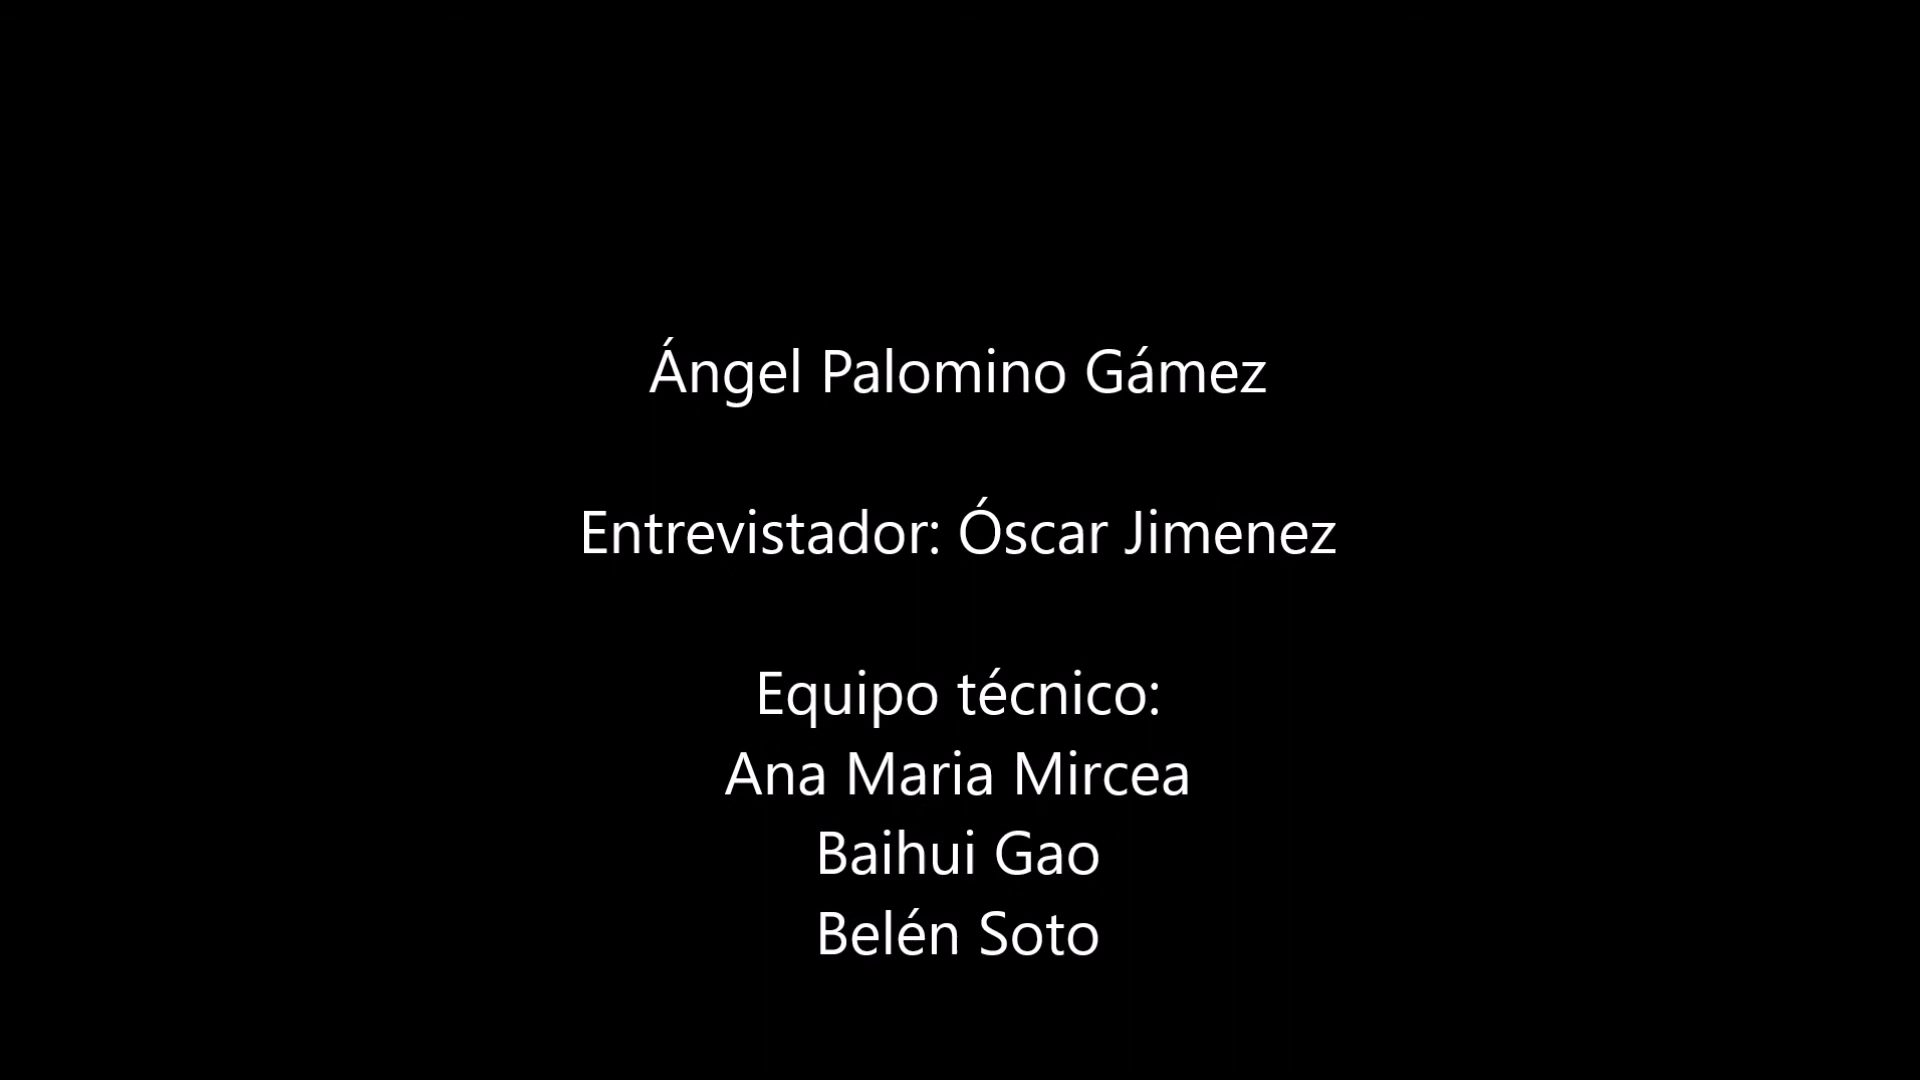 Ángel Palomino Gámez
Entrevistador: Óscar Jimenez
Equipo técnico:
Ana Maria Mircea
Baihui Gao
Belén Soto